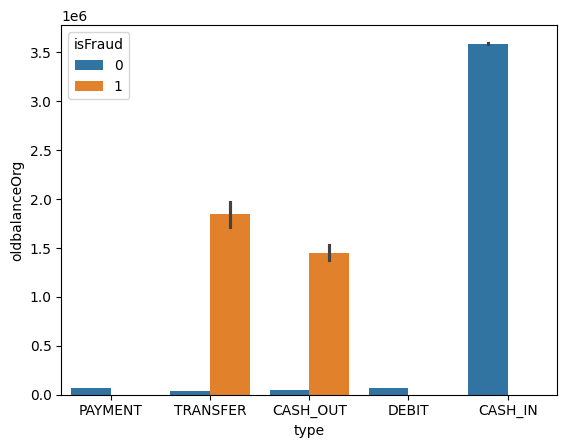 1e6
isFraud
0
1
3.5
3.0
2.5
2.0
1.5
1.0
0.5
0.0
oldbalanceOrg
PAYMENT TRANSFER CASH_OUT DEBIT CASH_IN
type